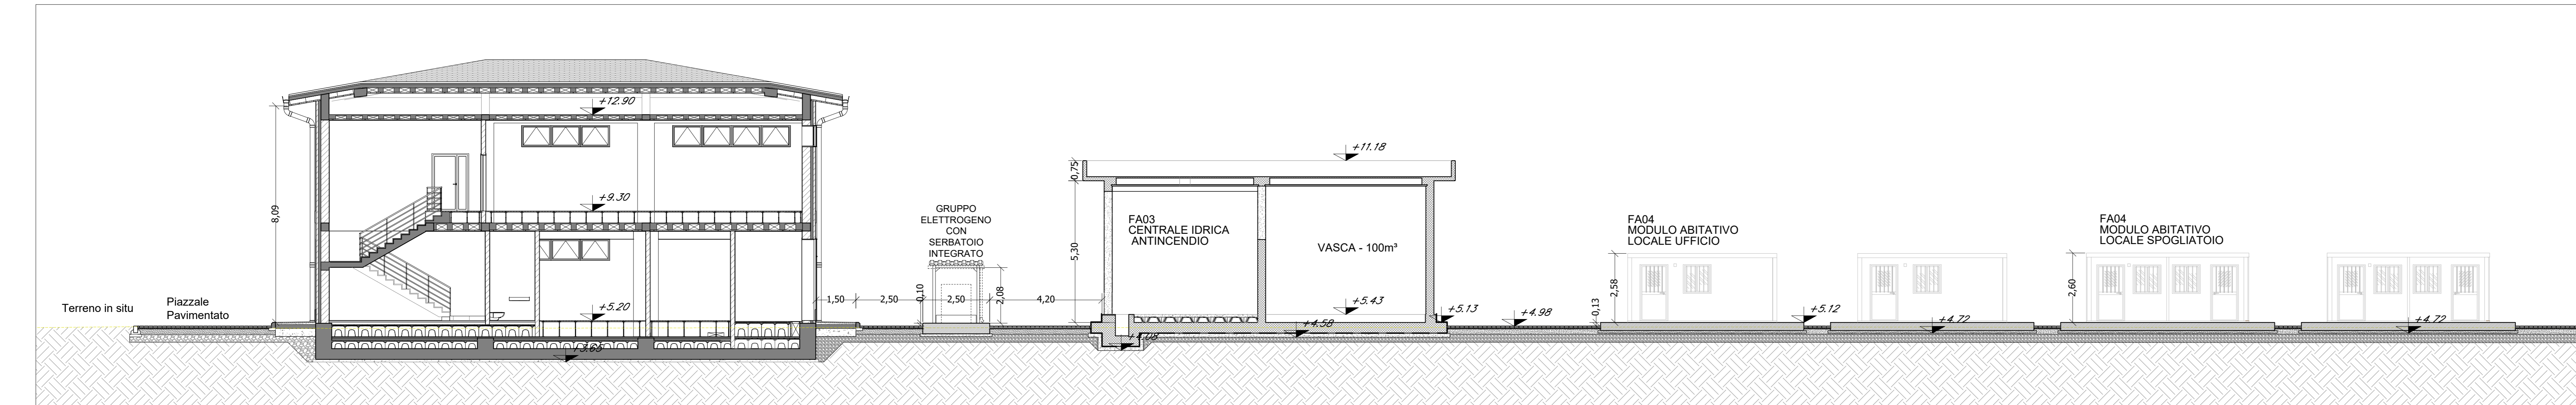 +12.90
+11.18
0,75
+9.30
8,09
GRUPPO
ELETTROGENO
CON
SERBATOIO
INTEGRATO
FA03
CENTRALE IDRICA
ANTINCENDIO
5,30
VASCA - 100m³
FA04
MODULO ABITATIVO
LOCALE UFFICIO
FA04
MODULO ABITATIVO
LOCALE SPOGLIATOIO
Terreno in situ
Piazzale
Pavimentato
+5.20
1,50
2,50
0,10
2,50
2,08
4,20
+5.43
+5.13
+4.98
0,13
2,58
+5.12
2,60
+4.58
+4.72
+4.72
+3.65
+4.08